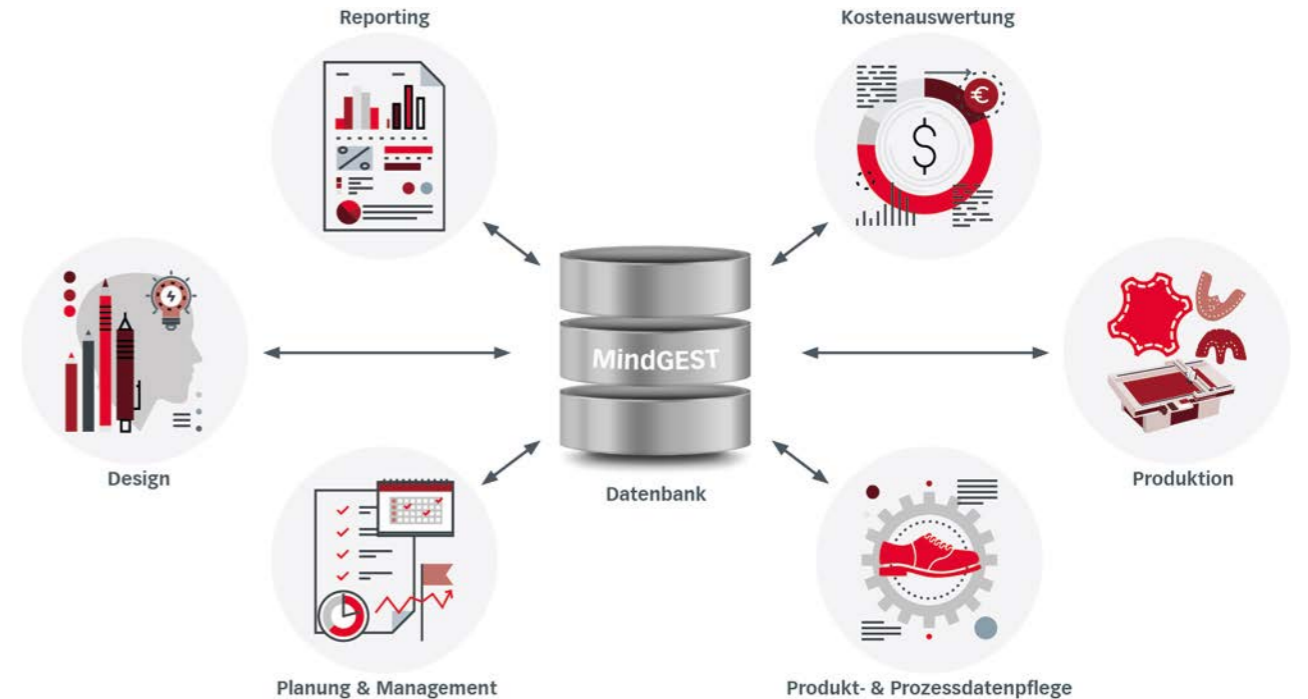 Reporting
Kostenauswertung
$
€
MindGEST
Design
Datenbank
Produktion
Planung & Management
Produkt- & Prozessdatenpflege